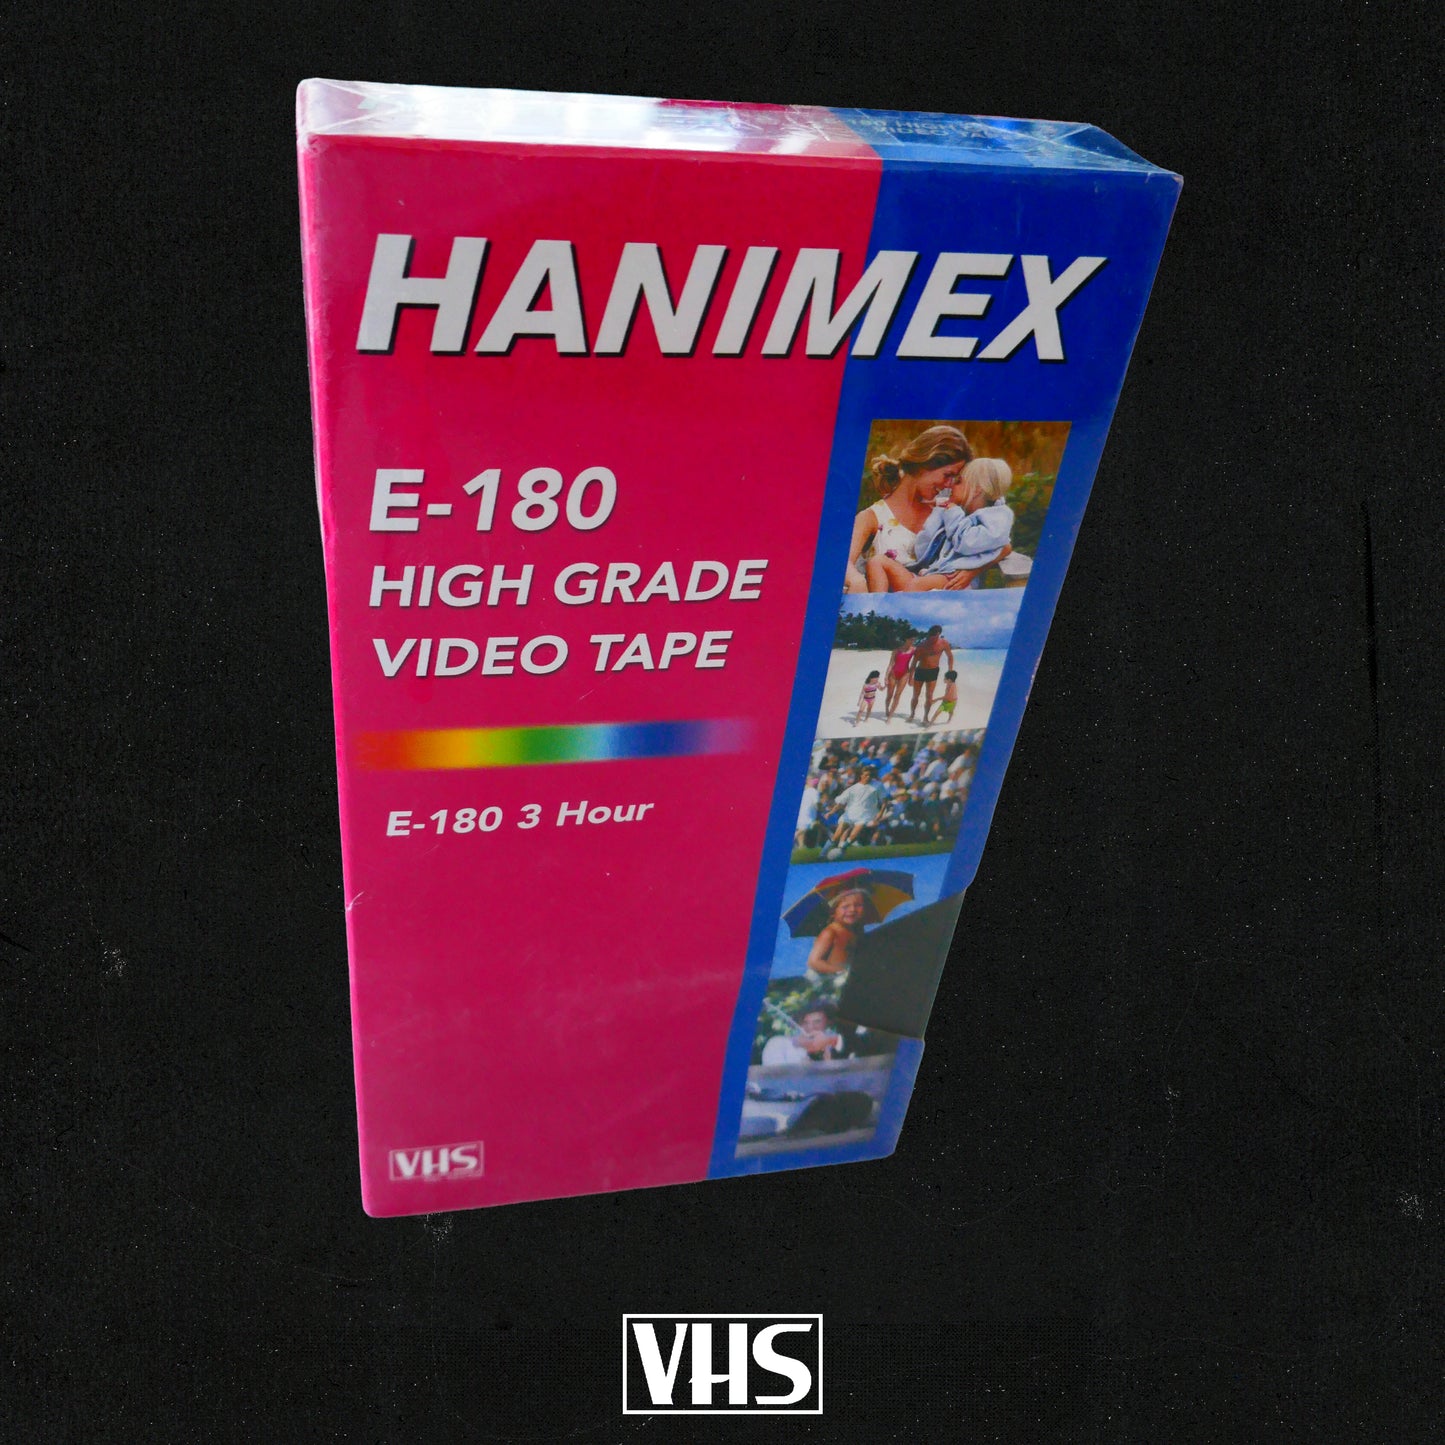 HANIMEX
E-180
HIGH GRADE
VIDEO TAPE
E-180 3 Hour
VHS
VHS